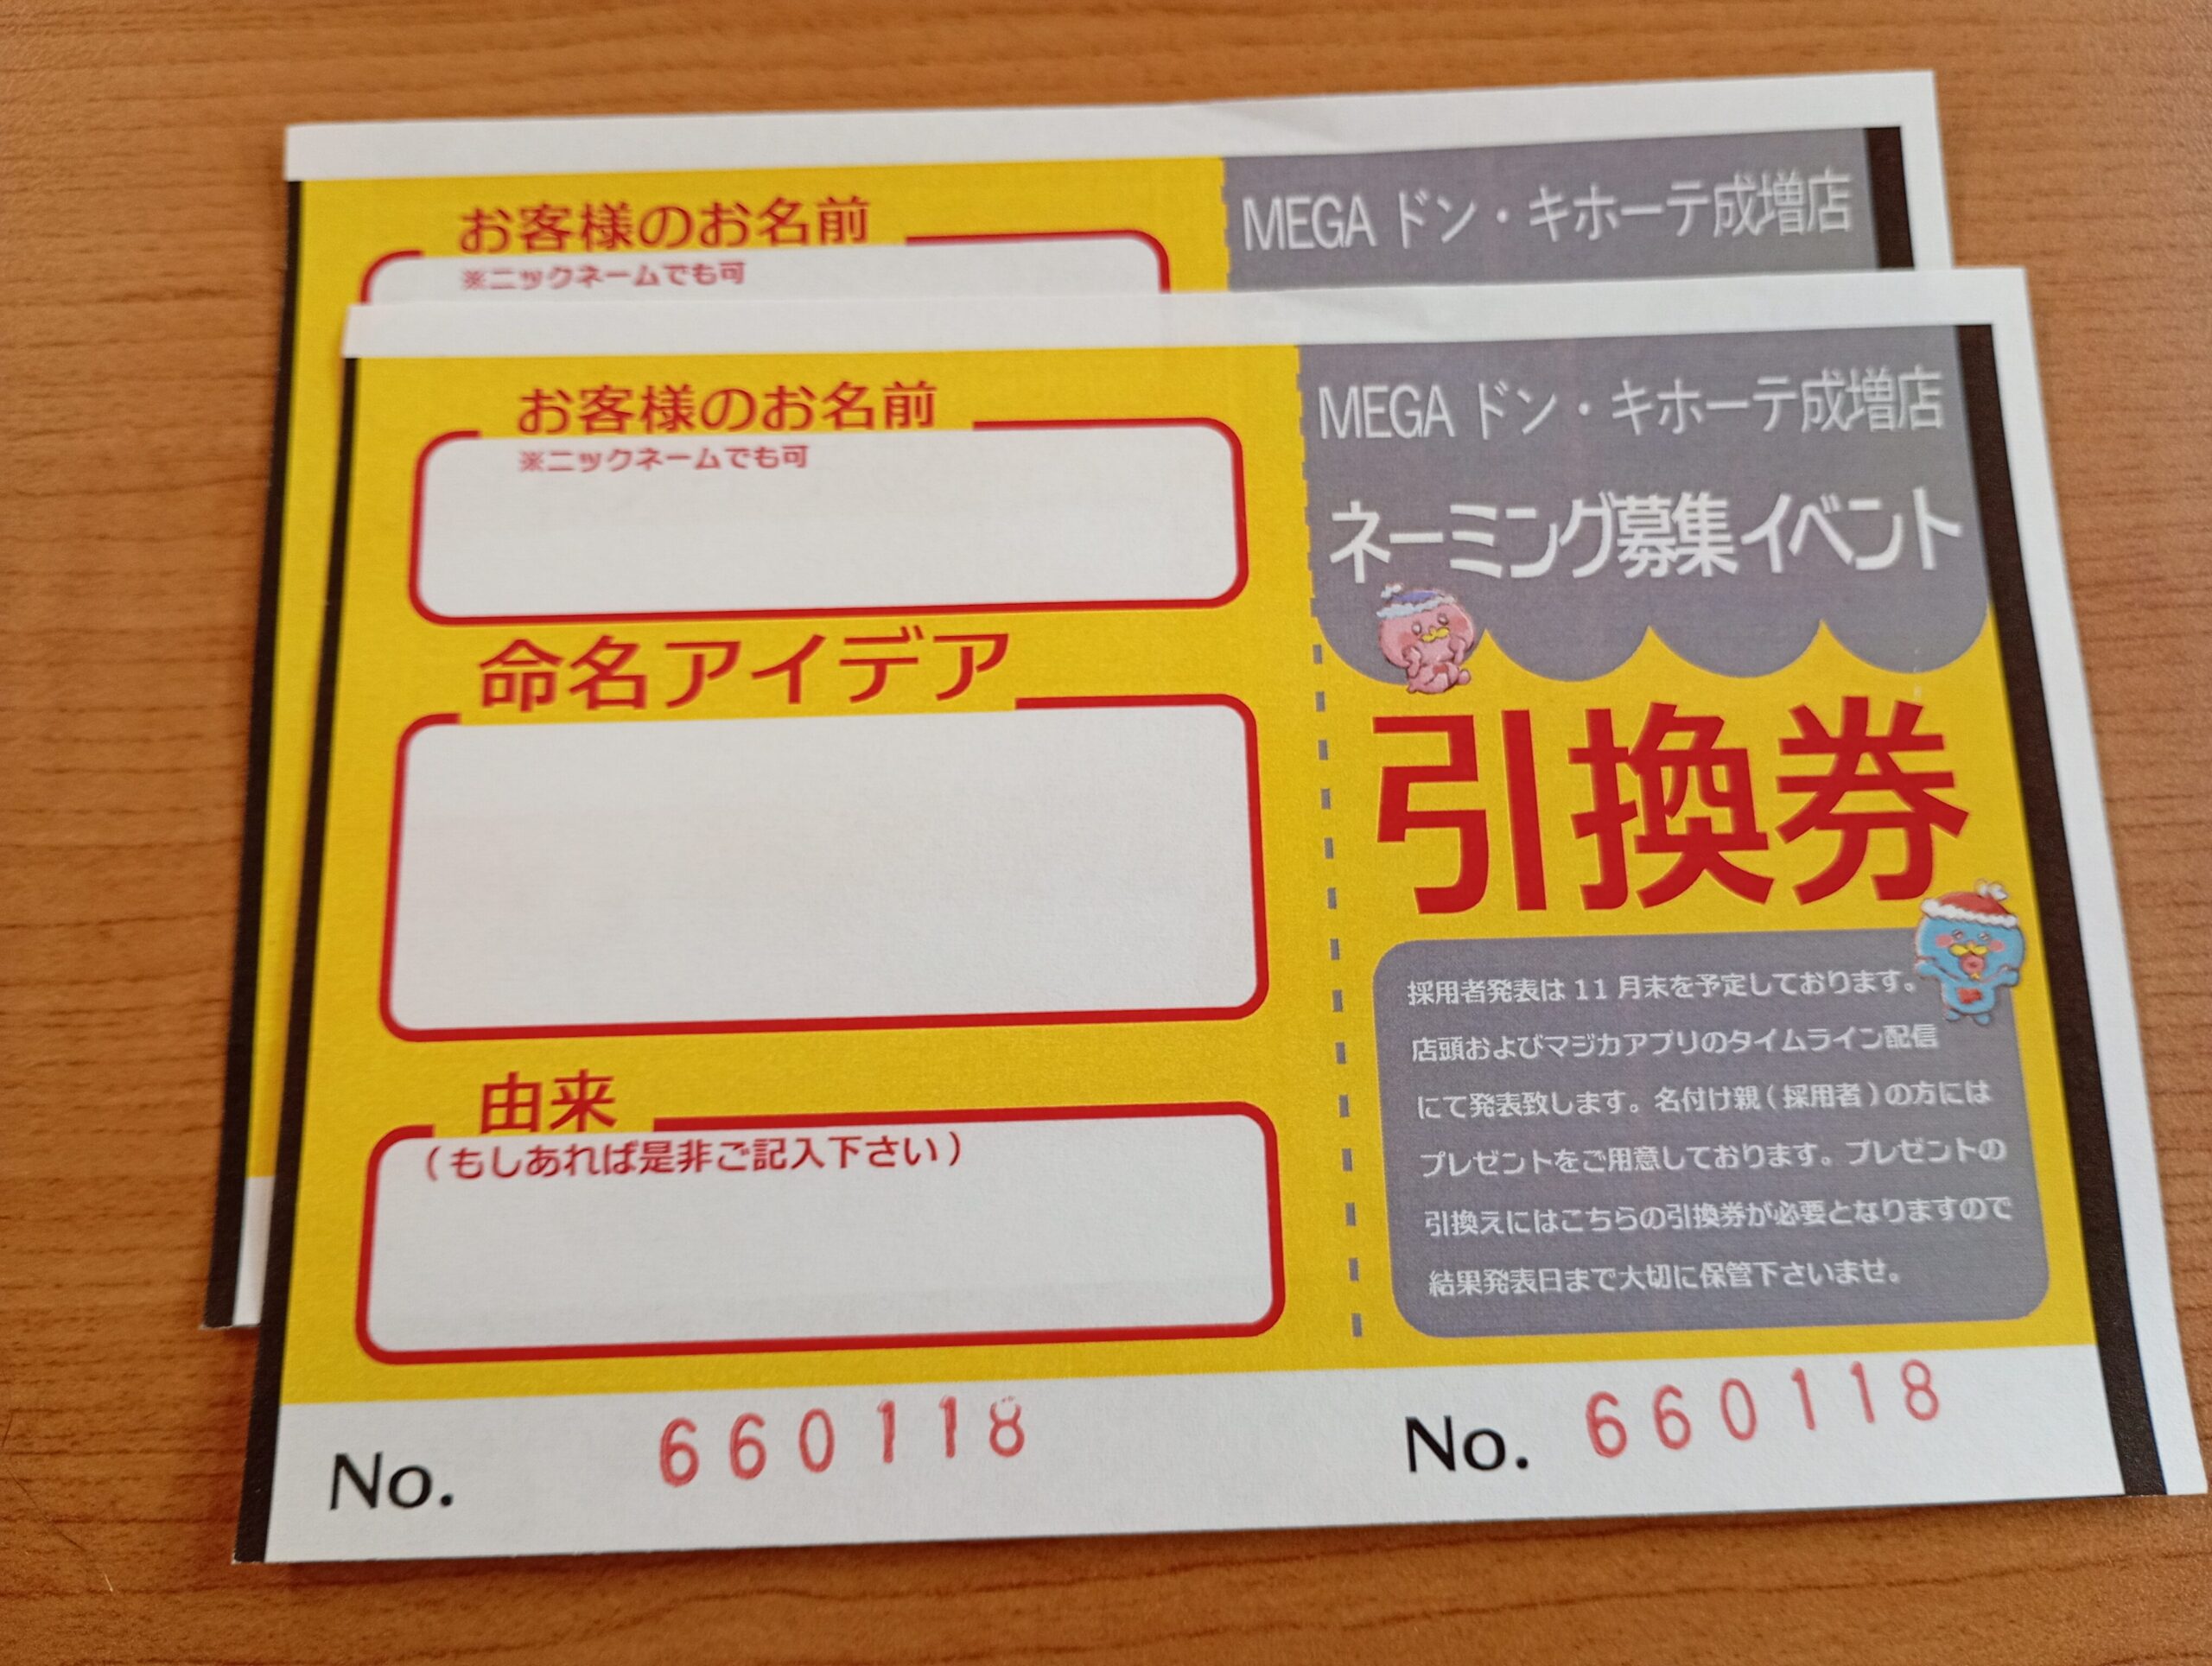 お客様のお名前
※ニックネームでも可
MEGA ドン・キホーテ成増店
お客様のお名前
※ニックネームでも可
命名アイデア
由来
(もしあれば是非ご記入下さい)
No. 660118
MEGA ドン・キホーテ成増店
ネーミング募集イベント
引換券
採用者発表は 11 月末を予定しております。
店頭およびマジカアプリのタイムライン配信
にて発表致します。名付け親(採用者)の方には
プレゼントをご用意しております。プレゼントの
引換えにはこちらの引換券が必要となりますので
結果発表日まで大切に保管下さいませ。
No. 660118